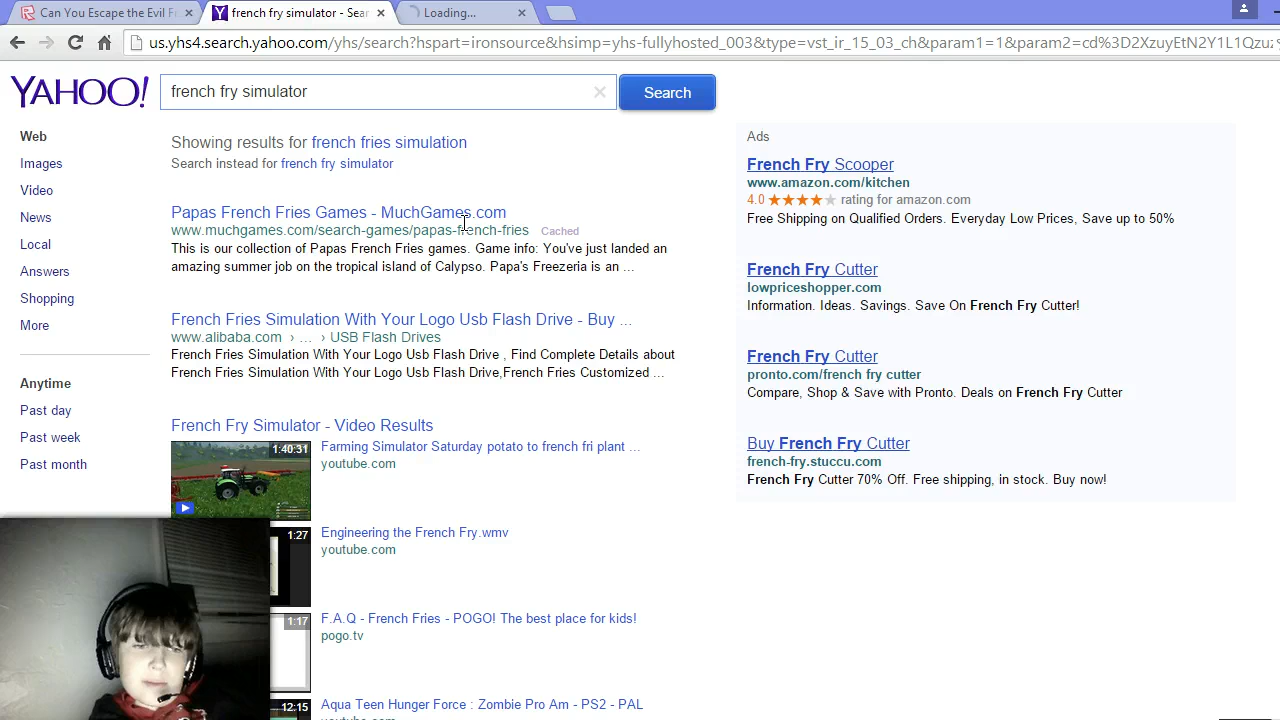 Can You Escape the Evil Fr
french fry simulator - Sear
Loading...
us.yhs4.search.yahoo.com/yhs/search?hspart=ironsource&hsimp=yhs-fullyhosted_003&type=vst_ir_15_03_ch&param1=1&param2=cd%3D2XzuyEtN2Y1L1Qzuz
YAHOO!
french fry simulator
Search
Web
Images
Video
News
Local
Answers
Shopping
More
Anytime
Past day
Past week
Past month
Showing results for french fries simulation
Search instead for french fry simulator
Papas French Fries Games - MuchGames.com
www.muchgames.com/search-games/papas-french-fries Cached
This is our collection of Papas French Fries games. Game info: You've just landed an
amazing summer job on the tropical island of Calypso. Papa's Freezeria is an ...
French Fries Simulation With Your Logo Usb Flash Drive - Buy ...
www.alibaba.com › ... › USB Flash Drives
French Fries Simulation With Your Logo Usb Flash Drive , Find Complete Details about
French Fries Simulation With Your Logo Usb Flash Drive,French Fries Customized ...
French Fry Simulator - Video Results
1:40:31
Farming Simulator Saturday potato to french fri plant ...
youtube.com
1:27
Engineering the French Fry.wmv
youtube.com
1:17
F.A.Q - French Fries - POGO! The best place for kids!
pogo.tv
12:15
Aqua Teen Hunger Force : Zombie Pro Am - PS2 - PAL
youtube.com
Ads
French Fry Scooper
www.amazon.com/kitchen
4.0 ★★★★★ rating for amazon.com
Free Shipping on Qualified Orders. Everyday Low Prices, Save up to 50%
French Fry Cutter
lowpriceshopper.com
Information. Ideas. Savings. Save On French Fry Cutter!
French Fry Cutter
pronto.com/french fry cutter
Compare, Shop & Save with Pronto. Deals on French Fry Cutter
Buy French Fry Cutter
french-fry.stuccu.com
French Fry Cutter 70% Off. Free shipping, in stock. Buy now!